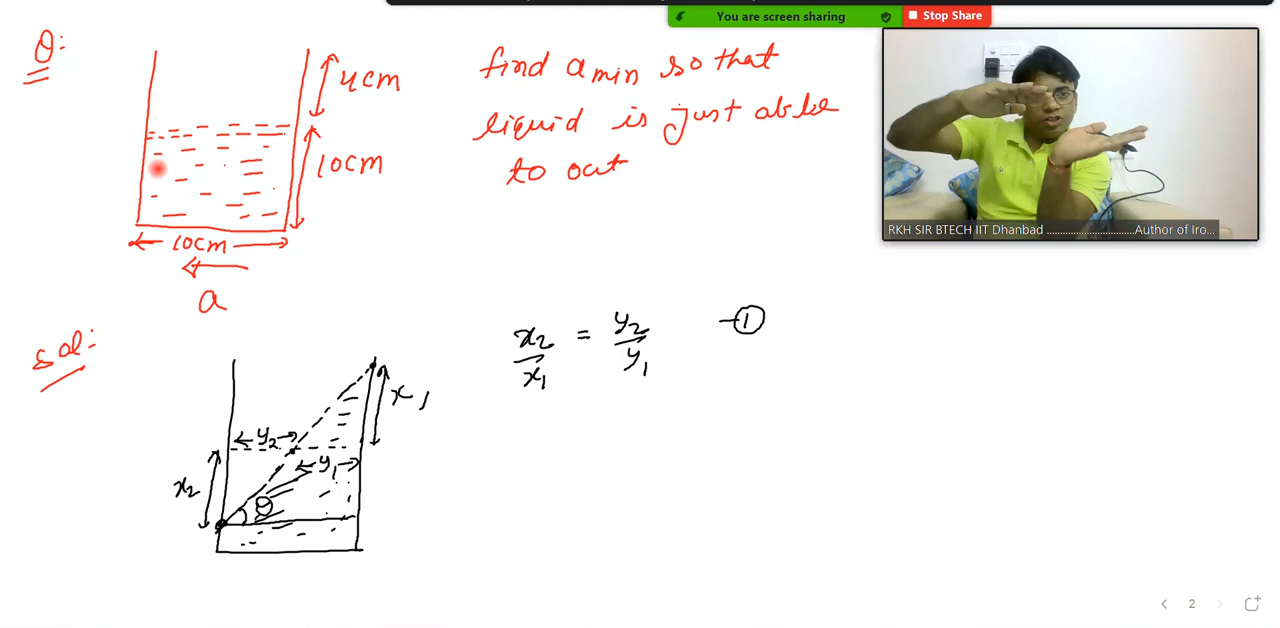 You are screen sharing
Stop Share
Q:
4cm
10cm
10cm
a
find amin so that
liquid is just able
to out
RKH SIR BTECH IIT Dhanbad ................................Author of Iro...
Sol:
x2/x1 = y2/y1 —①
x1
y2
y1
x2
θ
2